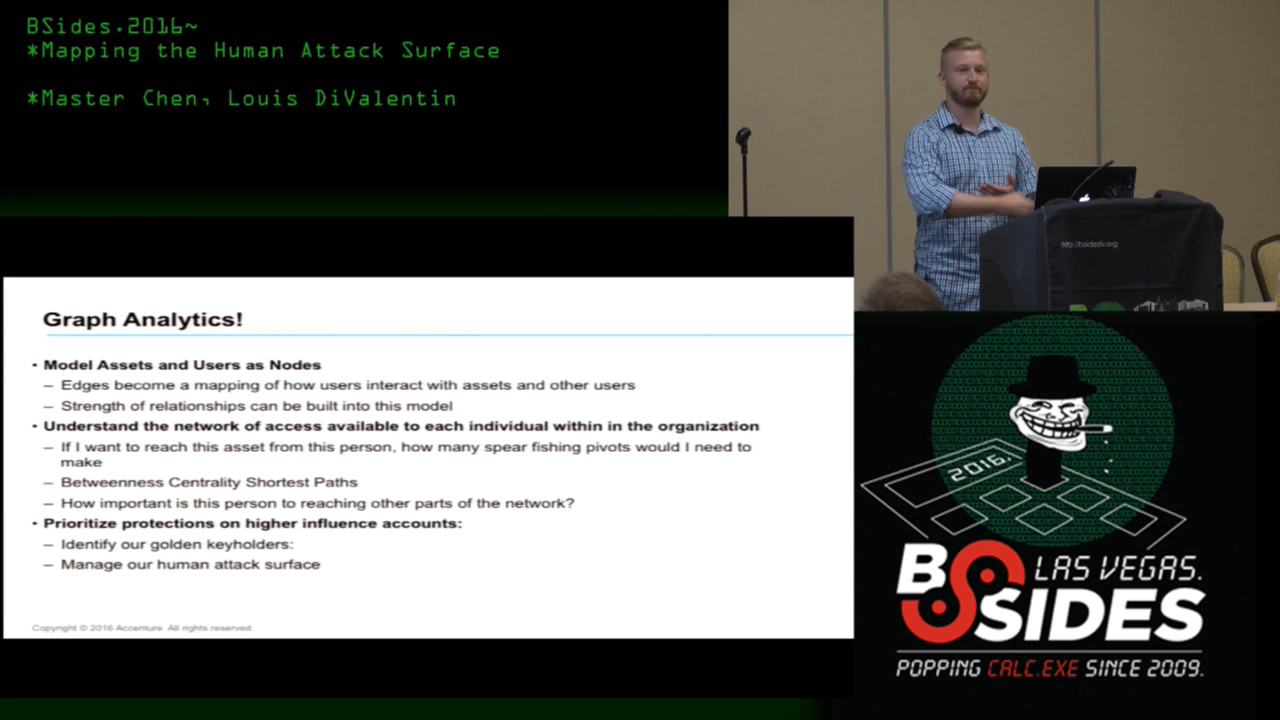 BSides.2016~
*Mapping the Human Attack Surface
*Master Chen, Louis DiValentin
http://bsideslv.org
Graph Analytics!
• Model Assets and Users as Nodes
– Edges become a mapping of how users interact with assets and other users
– Strength of relationships can be built into this model
• Understand the network of access available to each individual within in the organization
– If I want to reach this asset from this person, how many spear fishing pivots would I need to
make
– Betweenness Centrality Shortest Paths
– How important is this person to reaching other parts of the network?
• Prioritize protections on higher influence accounts:
– Identify our golden keyholders:
– Manage our human attack surface
Copyright © 2016 Accenture. All rights reserved.
2016.
BSIDES
LAS VEGAS.
POPPING CALC.EXE SINCE 2009.